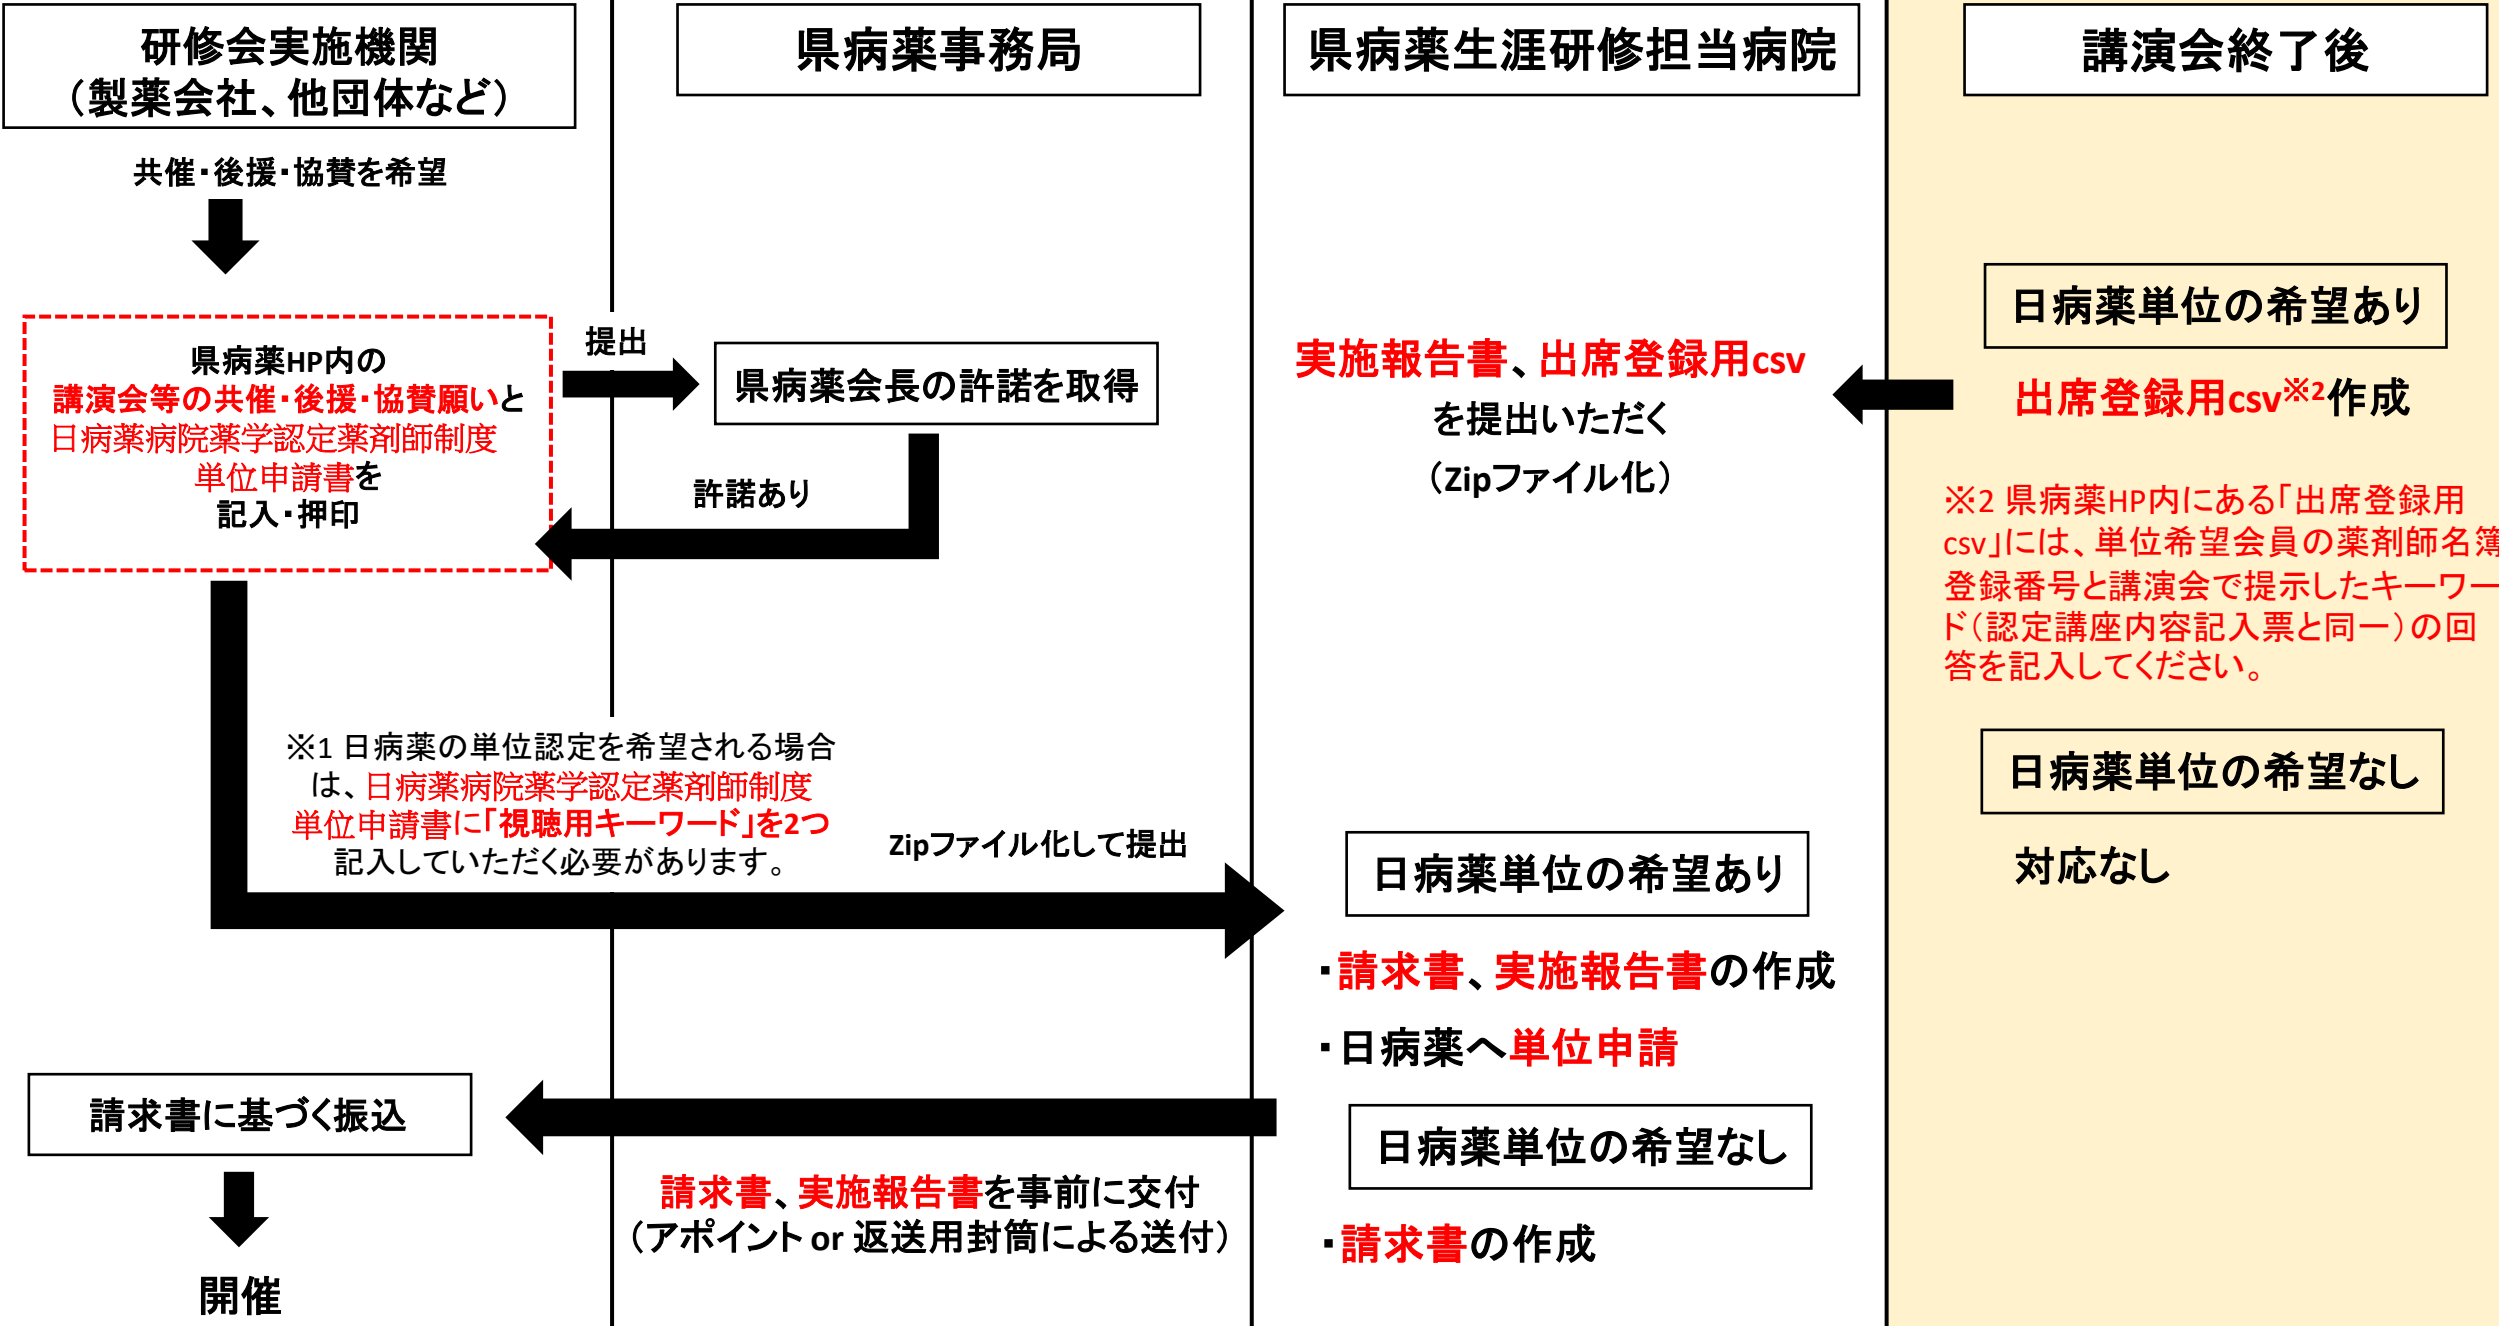 研修会実施機関
（製薬会社、他団体など）
共催・後援・協賛を希望
県病薬HP内の
講演会等の共催・後援・協賛願いと
日病薬病院薬学認定薬剤師制度
単位申請書を
記入・押印
※1 日病薬の単位認定を希望される場合
は、日病薬病院薬学認定薬剤師制度
単位申請書に「視聴用キーワード」を2つ
記入していただく必要があります。
請求書に基づく振込
開催
県病薬事務局
提出
県病薬会長の許諾を取得
許諾あり
Zipファイル化して提出
請求書、実施報告書を事前に交付
（アポイント or 返送用封筒による送付）
県病薬生涯研修担当病院
実施報告書、出席登録用csv
を提出いただく
（Zipファイル化）
日病薬単位の希望あり
・請求書、実施報告書の作成
・日病薬へ単位申請
日病薬単位の希望なし
・請求書の作成
講演会終了後
日病薬単位の希望あり
出席登録用csv※2作成
※2 県病薬HP内にある「出席登録用
csv」には、単位希望会員の薬剤師名簿
登録番号と講演会で提示したキーワー
ド（認定講座内容記入票と同一）の回
答を記入してください。
日病薬単位の希望なし
対応なし